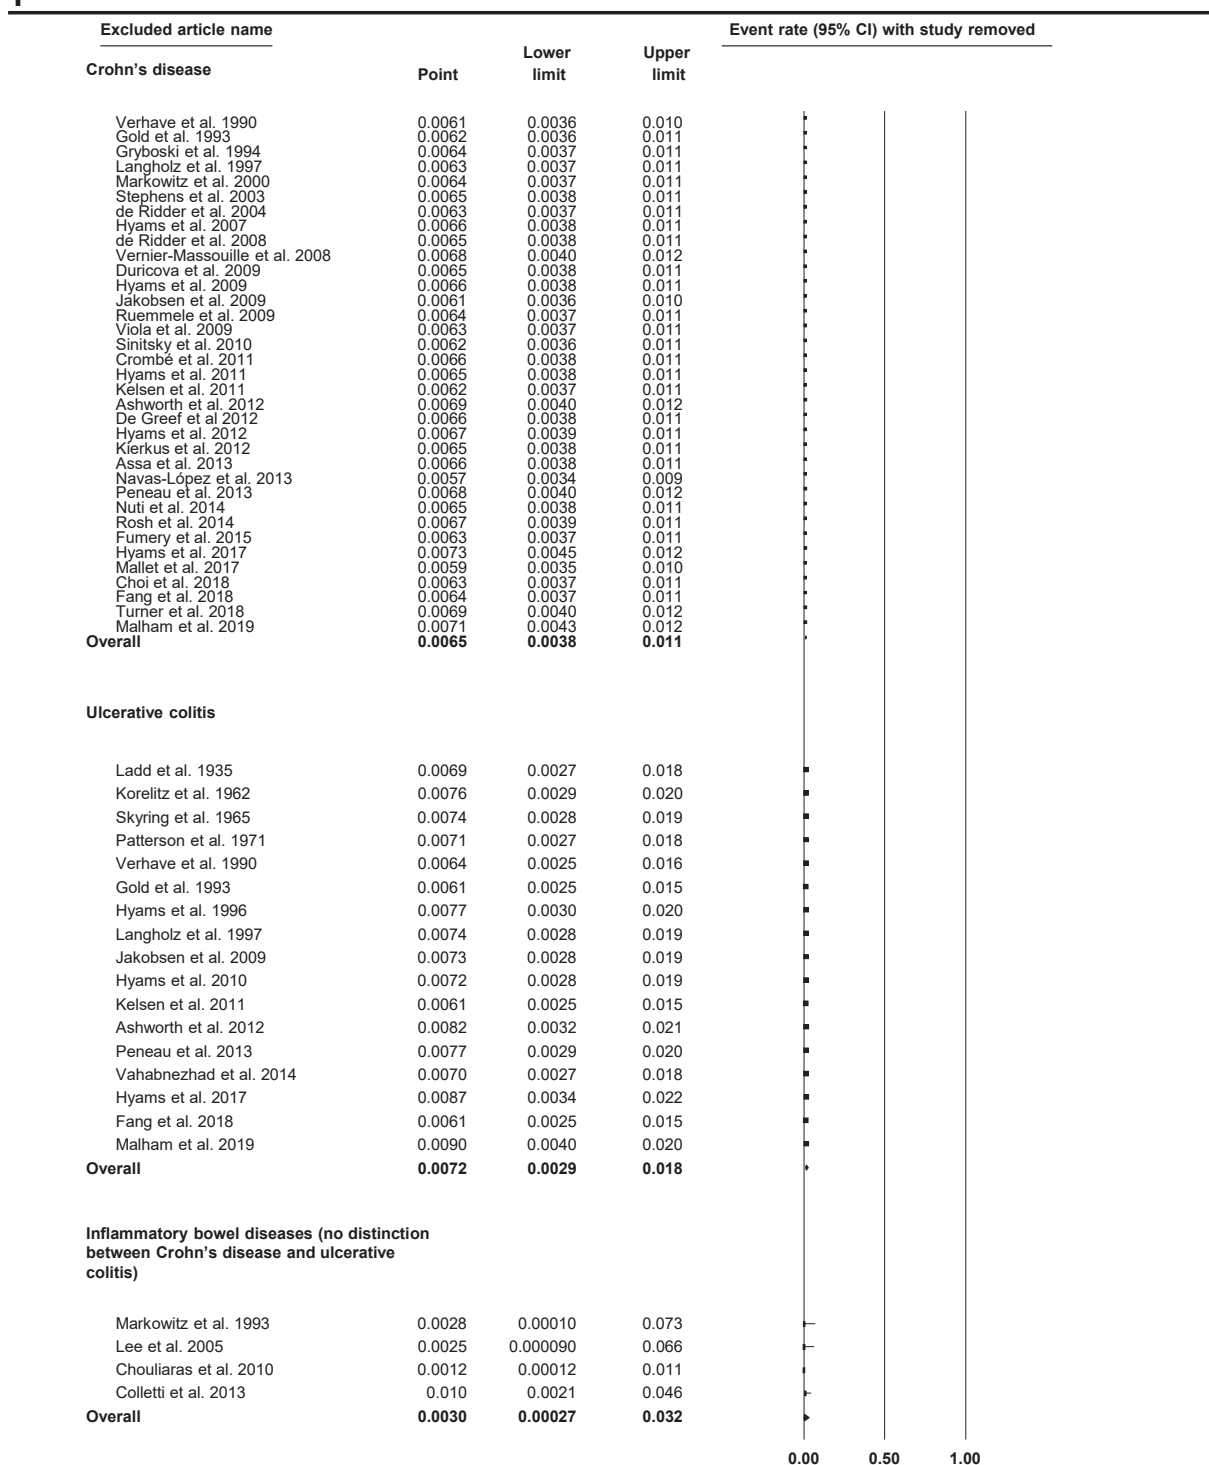 Excluded article name Event rate (95% CI) with study removed
Lower Upper
Crohn's disease Point limit limit
Verhave et al. 1990 0.0061 0.0036 0.010
Gold et al. 1993 0.0062 0.0036 0.011
Gryboski et al. 1994 0.0064 0.0037 0.011
Langholz et al. 1997 0.0063 0.0037 0.011
Markowitz et al. 2000 0.0064 0.0037 0.011
Stephens et al. 2003 0.0065 0.0038 0.011
de Ridder et al. 2004 0.0063 0.0037 0.011
Hyams et al. 2007 0.0066 0.0038 0.011
de Ridder et al. 2008 0.0065 0.0038 0.011
Vernier-Massouille et al. 2008 0.0068 0.0040 0.012
Duricova et al. 2009 0.0065 0.0038 0.011
Hyams et al. 2009 0.0066 0.0038 0.011
Jakobsen et al. 2009 0.0061 0.0036 0.010
Ruemmele et al. 2009 0.0064 0.0037 0.011
Viola et al. 2009 0.0063 0.0037 0.011
Sinitsky et al. 2010 0.0062 0.0036 0.011
Crombé et al. 2011 0.0066 0.0038 0.011
Hyams et al. 2011 0.0065 0.0038 0.011
Kelsen et al. 2011 0.0062 0.0037 0.011
Ashworth et al. 2012 0.0069 0.0040 0.012
De Greef et al 2012 0.0066 0.0038 0.011
Hyams et al. 2012 0.0067 0.0039 0.011
Kierkus et al. 2012 0.0065 0.0038 0.011
Assa et al. 2013 0.0066 0.0038 0.011
Navas-López et al. 2013 0.0057 0.0034 0.009
Peneau et al. 2013 0.0068 0.0040 0.012
Nuti et al. 2014 0.0065 0.0038 0.011
Rosh et al. 2014 0.0067 0.0039 0.011
Fumery et al. 2015 0.0063 0.0037 0.011
Hyams et al. 2017 0.0073 0.0045 0.012
Mallet et al. 2017 0.0059 0.0035 0.010
Choi et al. 2018 0.0063 0.0037 0.011
Fang et al. 2018 0.0064 0.0037 0.011
Turner et al. 2018 0.0069 0.0040 0.012
Malham et al. 2019 0.0071 0.0043 0.012
Overall 0.0065 0.0038 0.011
Ulcerative colitis
Ladd et al. 1935 0.0069 0.0027 0.018
Korelitz et al. 1962 0.0076 0.0029 0.020
Skyring et al. 1965 0.0074 0.0028 0.019
Patterson et al. 1971 0.0071 0.0027 0.018
Verhave et al. 1990 0.0064 0.0025 0.016
Gold et al. 1993 0.0061 0.0025 0.015
Hyams et al. 1996 0.0077 0.0030 0.020
Langholz et al. 1997 0.0074 0.0028 0.019
Jakobsen et al. 2009 0.0073 0.0028 0.019
Hyams et al. 2010 0.0072 0.0028 0.019
Kelsen et al. 2011 0.0061 0.0025 0.015
Ashworth et al. 2012 0.0082 0.0032 0.021
Peneau et al. 2013 0.0077 0.0029 0.020
Vahabnezhad et al. 2014 0.0070 0.0027 0.018
Hyams et al. 2017 0.0087 0.0034 0.022
Fang et al. 2018 0.0061 0.0025 0.015
Malham et al. 2019 0.0090 0.0040 0.020
Overall 0.0072 0.0029 0.018
Inflammatory bowel diseases (no distinction
between Crohn's disease and ulcerative
colitis)
Markowitz et al. 1993 0.0028 0.00010 0.073
Lee et al. 2005 0.0025 0.000090 0.066
Chouliaras et al. 2010 0.0012 0.00012 0.011
Colletti et al. 2013 0.010 0.0021 0.046
Overall 0.0030 0.00027 0.032
0.00 0.50 1.00